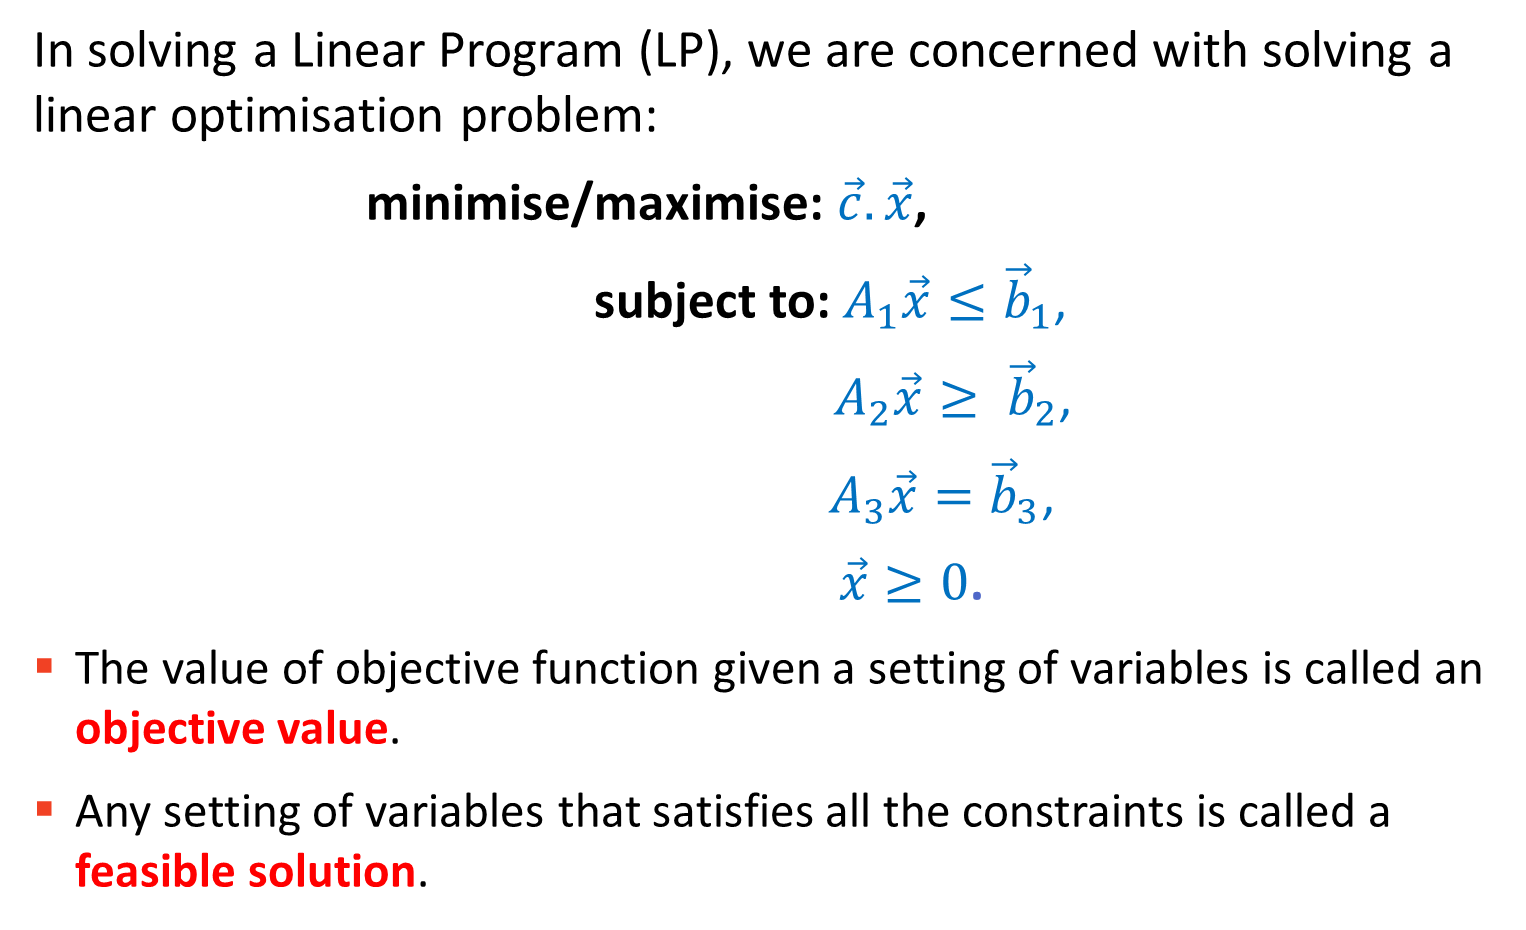 In solving a Linear Program (LP), we are concerned with solving a
linear optimisation problem:
minimise/maximise: c⃗. x⃗,
subject to: A₁x⃗ ≤ b⃗₁,
A₂x⃗ ≥ b⃗₂,
A₃x⃗ = b⃗₃,
x⃗ ≥ 0.
▪ The value of objective function given a setting of variables is called an
objective value.
▪ Any setting of variables that satisfies all the constraints is called a
feasible solution.